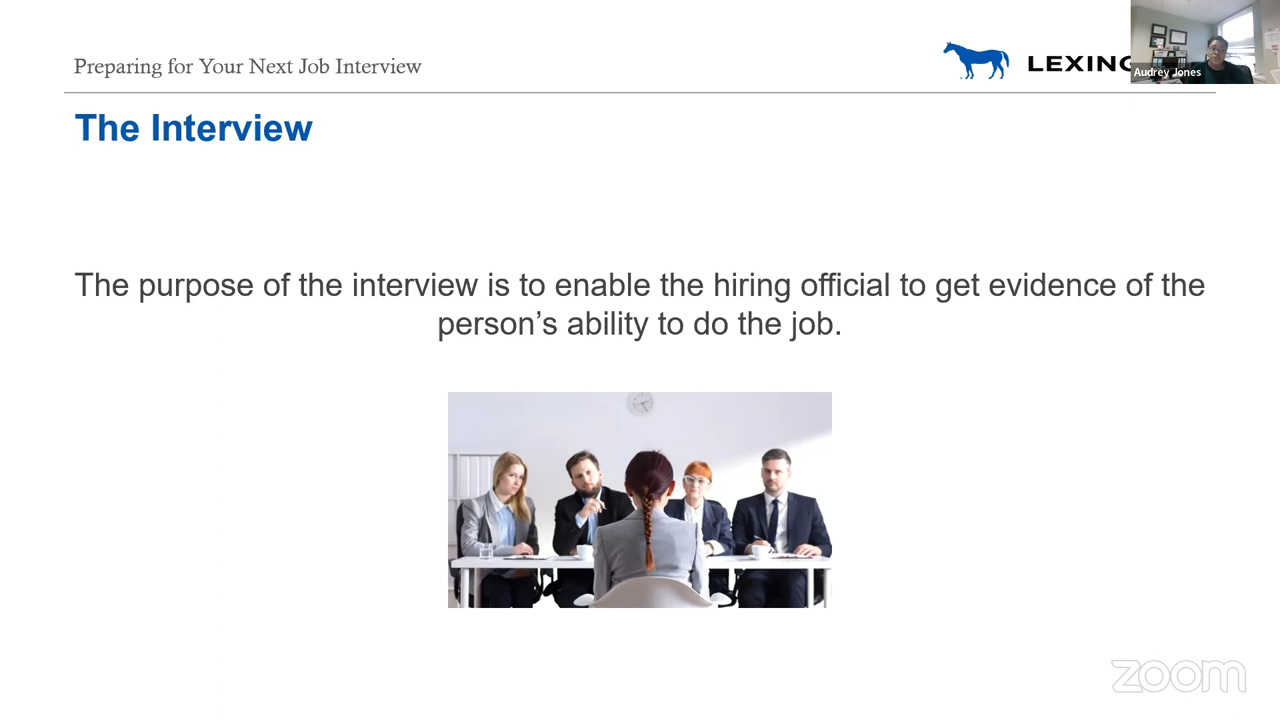 Preparing for Your Next Job Interview
LEXING
Audrey Jones
The Interview
The purpose of the interview is to enable the hiring official to get evidence of the
person's ability to do the job.
zoom